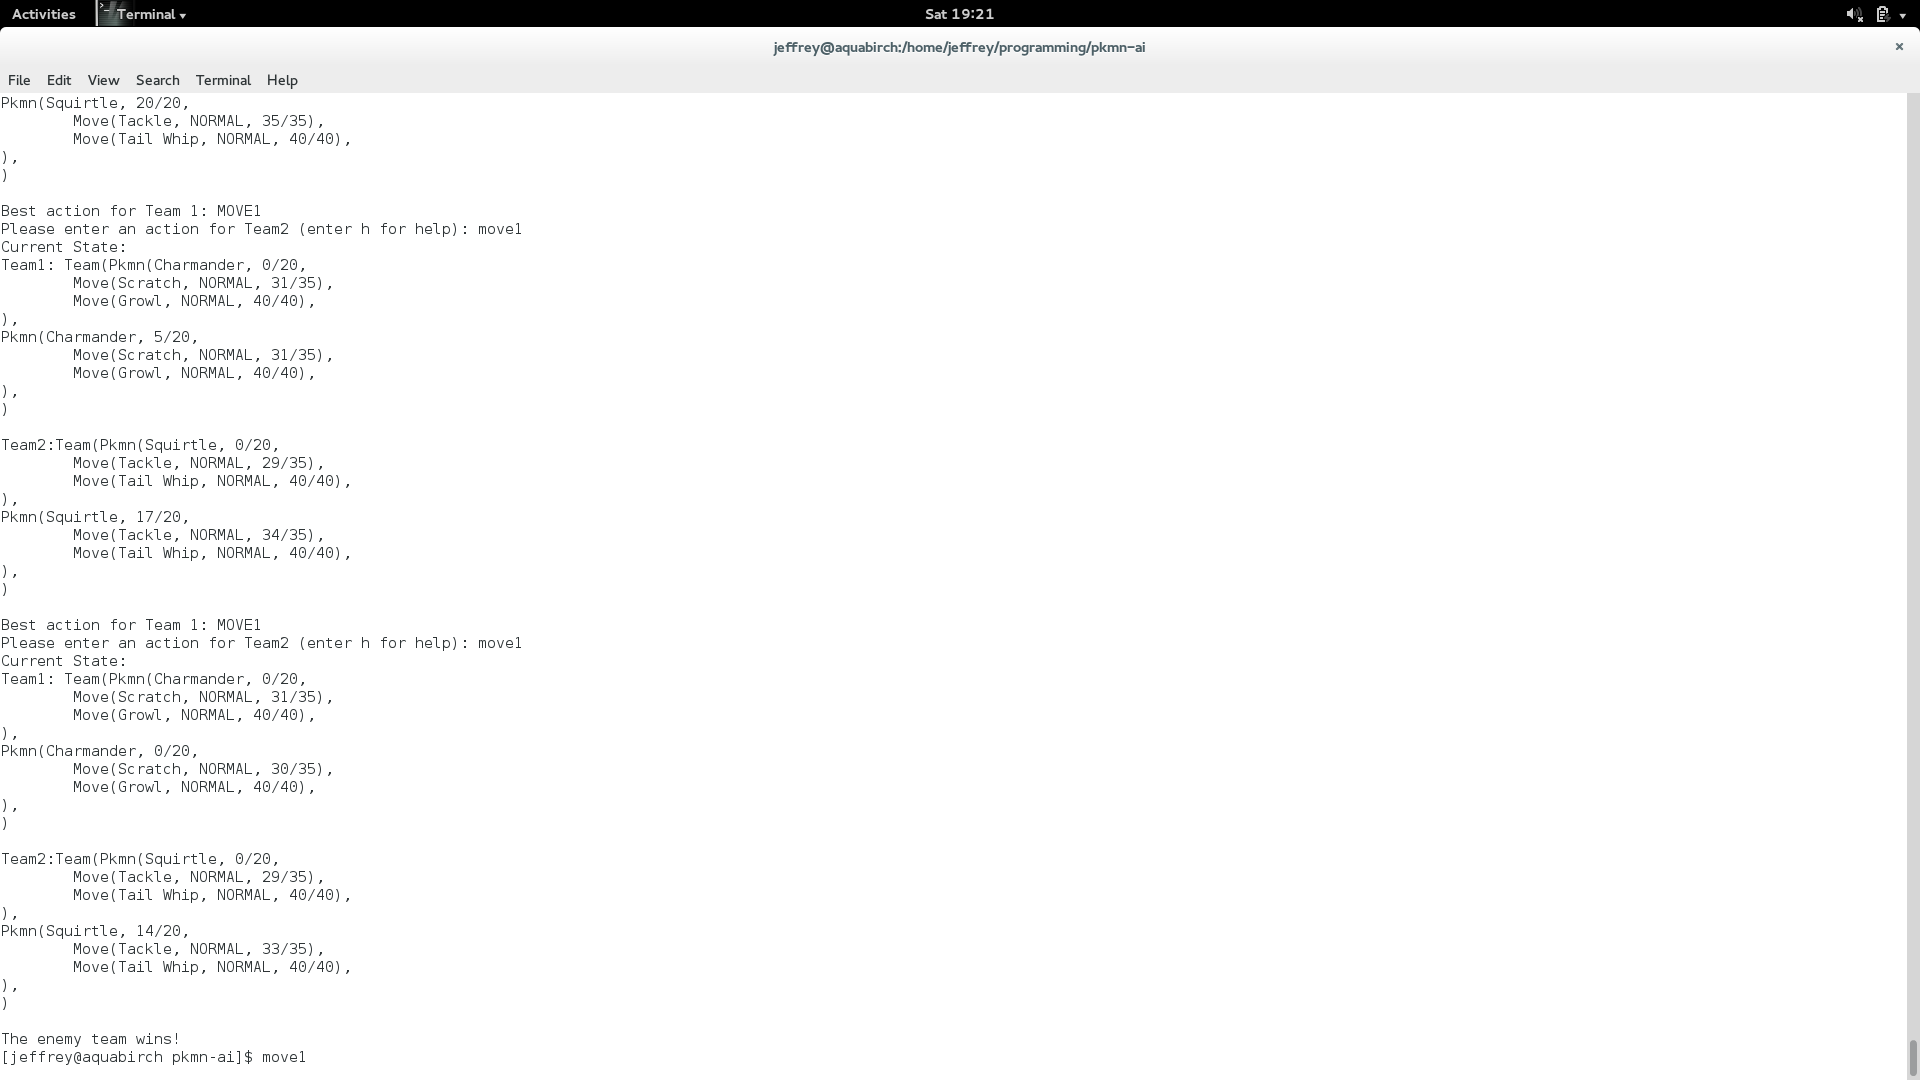 Activities Terminal Sat 19:21
jeffrey@aquabirch:/home/jeffrey/programming/pkmn-ai
File Edit View Search Terminal Help
Pkmn(Squirtle, 20/20,
        Move(Tackle, NORMAL, 35/35),
        Move(Tail Whip, NORMAL, 40/40),
),
)

Best action for Team 1: MOVE1
Please enter an action for Team2 (enter h for help): move1
Current State:
Team1: Team(Pkmn(Charmander, 0/20,
        Move(Scratch, NORMAL, 31/35),
        Move(Growl, NORMAL, 40/40),
),
Pkmn(Charmander, 5/20,
        Move(Scratch, NORMAL, 31/35),
        Move(Growl, NORMAL, 40/40),
),
)

Team2:Team(Pkmn(Squirtle, 0/20,
        Move(Tackle, NORMAL, 29/35),
        Move(Tail Whip, NORMAL, 40/40),
),
Pkmn(Squirtle, 17/20,
        Move(Tackle, NORMAL, 34/35),
        Move(Tail Whip, NORMAL, 40/40),
),
)

Best action for Team 1: MOVE1
Please enter an action for Team2 (enter h for help): move1
Current State:
Team1: Team(Pkmn(Charmander, 0/20,
        Move(Scratch, NORMAL, 31/35),
        Move(Growl, NORMAL, 40/40),
),
Pkmn(Charmander, 0/20,
        Move(Scratch, NORMAL, 30/35),
        Move(Growl, NORMAL, 40/40),
),
)

Team2:Team(Pkmn(Squirtle, 0/20,
        Move(Tackle, NORMAL, 29/35),
        Move(Tail Whip, NORMAL, 40/40),
),
Pkmn(Squirtle, 14/20,
        Move(Tackle, NORMAL, 33/35),
        Move(Tail Whip, NORMAL, 40/40),
),
)

The enemy team wins!
[jeffrey@aquabirch pkmn-ai]$ move1